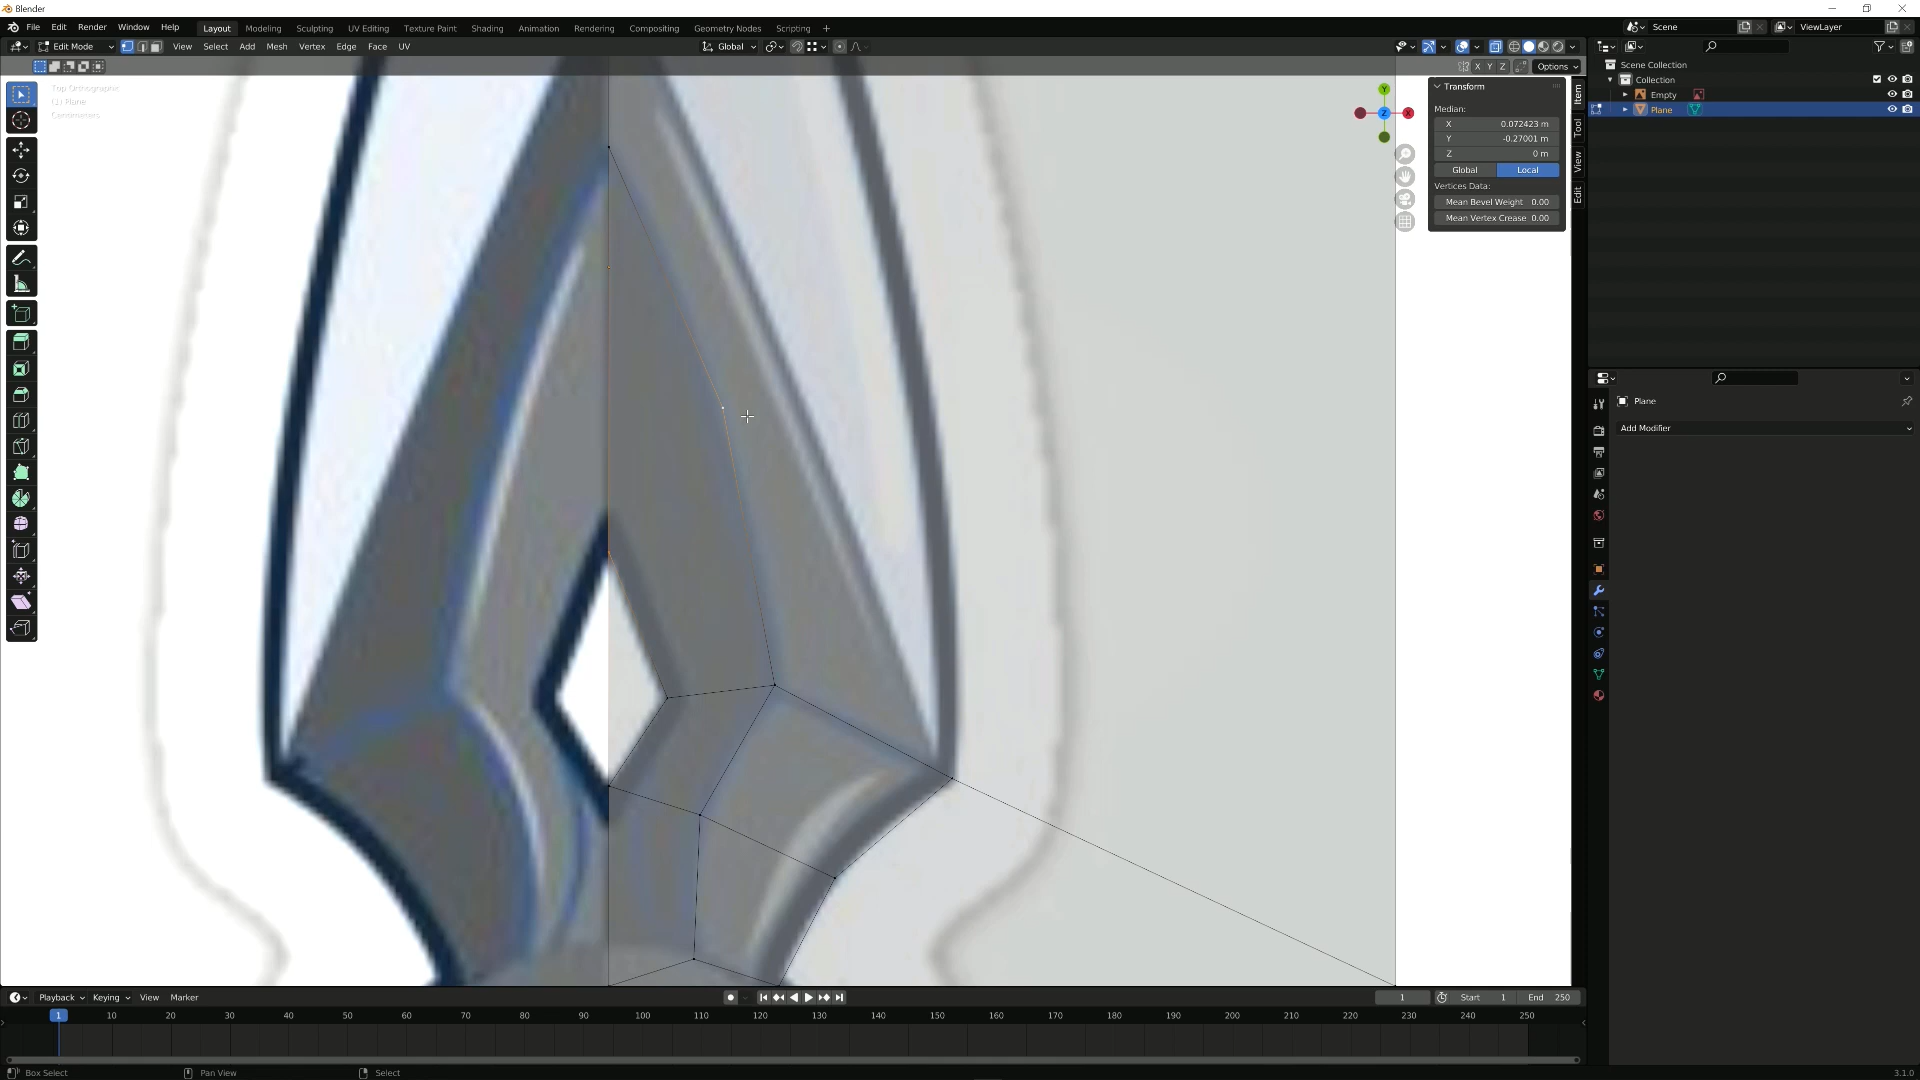 Blender
File Edit Render Window Help Layout Modeling Sculpting UV Editing Texture Paint Shading Animation Rendering Compositing Geometry Nodes Scripting + Scene ViewLayer
Edit Mode View Select Add Mesh Vertex Edge Face UV Global
X Y Z Options
Top Orthographic
(1) Plane
Centimeters
Y
X
Z
Transform
Median:
X 0.072423 m
Y -0.27001 m
Z 0 m
Global Local
Vertices Data:
Mean Bevel Weight 0.00
Mean Vertex Crease 0.00
Item
Tool
View
Edit
Scene Collection
Collection
Empty
Plane
Plane
Add Modifier
Playback Keying View Marker 1 Start 1 End 250
1 10 20 30 40 50 60 70 80 90 100 110 120 130 140 150 160 170 180 190 200 210 220 230 240 250
Box Select Pan View Select 3.1.0